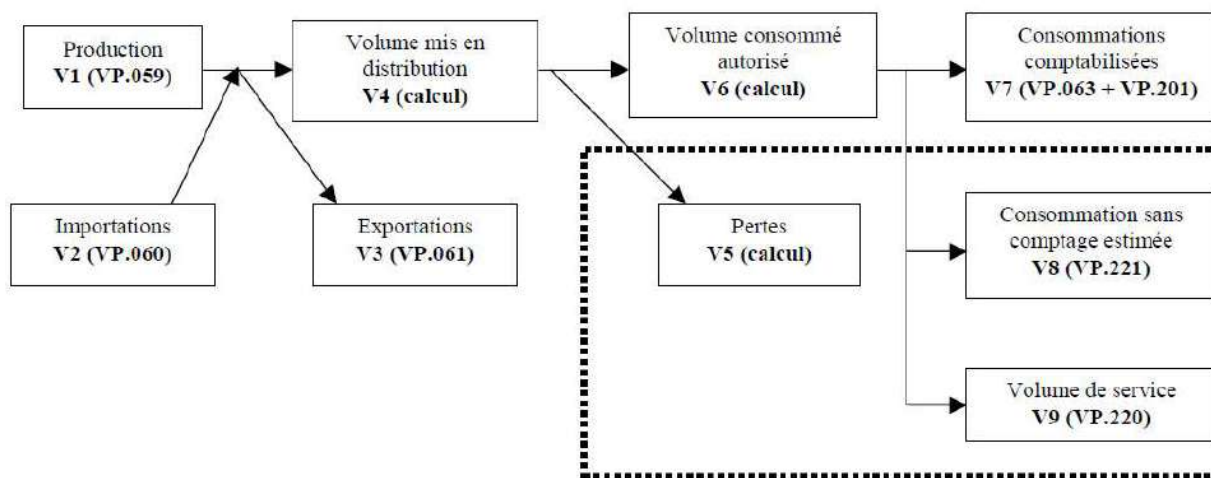 Production
V1 (VP.059)
Volume mis en
distribution
V4 (calcul)
Volume consommé
autorisé
V6 (calcul)
Consommations
comptabilisées
V7 (VP.063 + VP.201)
Importations
V2 (VP.060)
Exportations
V3 (VP.061)
Pertes
V5 (calcul)
Consommation sans
comptage estimée
V8 (VP.221)
Volume de service
V9 (VP.220)